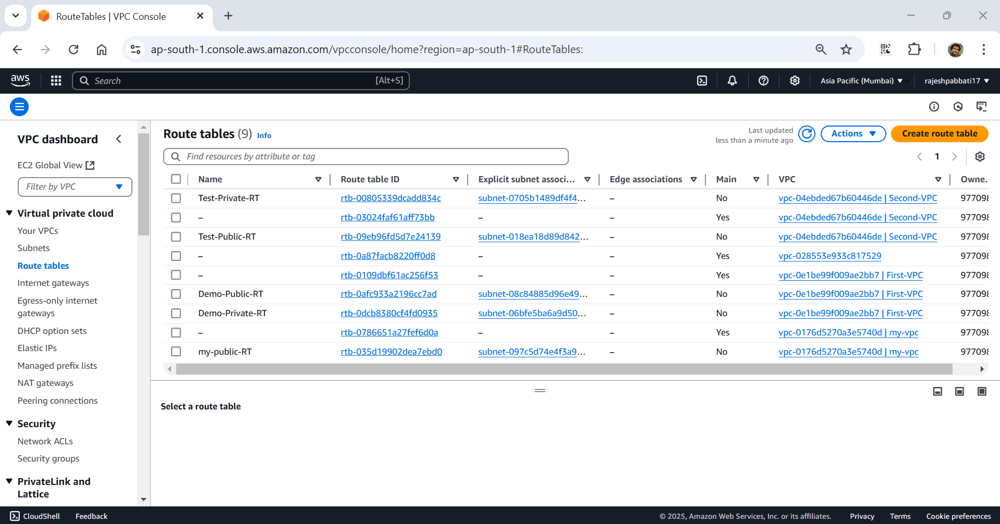 RouteTables | VPC Console
ap-south-1.console.aws.amazon.com/vpcconsole/home?region=ap-south-1#RouteTables:
aws
Search [Alt+S]
Asia Pacific (Mumbai)
rajeshpabbati17
VPC dashboard
EC2 Global View
Filter by VPC
Virtual private cloud
Your VPCs
Subnets
Route tables
Internet gateways
Egress-only internet
gateways
DHCP option sets
Elastic IPs
Managed prefix lists
NAT gateways
Peering connections
Security
Network ACLs
Security groups
PrivateLink and
Lattice
Route tables (9) Info
Last updated
less than a minute ago
Actions
Create route table
Find resources by attribute or tag
1
Name Route table ID Explicit subnet associ... Edge associations Main VPC Owne.
Test-Private-RT rtb-00805339dcadd834c subnet-0705b1489df4f4... – No vpc-04ebded67b60446de | Second-VPC 977098
– rtb-03024faf61aff73bb – – Yes vpc-04ebded67b60446de | Second-VPC 977098
Test-Public-RT rtb-09eb96fd5d7e24139 subnet-018ea18d89d842... – No vpc-04ebded67b60446de | Second-VPC 977098
– rtb-0a87facb8220ff0d8 – – Yes vpc-028553e933c817529 977098
– rtb-0109dbf61ac256f53 – – Yes vpc-0e1be99f009ae2bb7 | First-VPC 977098
Demo-Public-RT rtb-0afc933a2196cc7ad subnet-08c84885d96e49... – No vpc-0e1be99f009ae2bb7 | First-VPC 977098
Demo-Private-RT rtb-0dcb8380cf4fd0935 subnet-06bfe5ba6a9d50... – No vpc-0e1be99f009ae2bb7 | First-VPC 977098
– rtb-0786651a27fef6d0a – – Yes vpc-0176d5270a3e5740d | my-vpc 977098
my-public-RT rtb-035d19902dea7ebd0 subnet-097c5d74e4f3a9... – No vpc-0176d5270a3e5740d | my-vpc 977098
Select a route table
CloudShell Feedback © 2025, Amazon Web Services, Inc. or its affiliates. Privacy Terms Cookie preferences